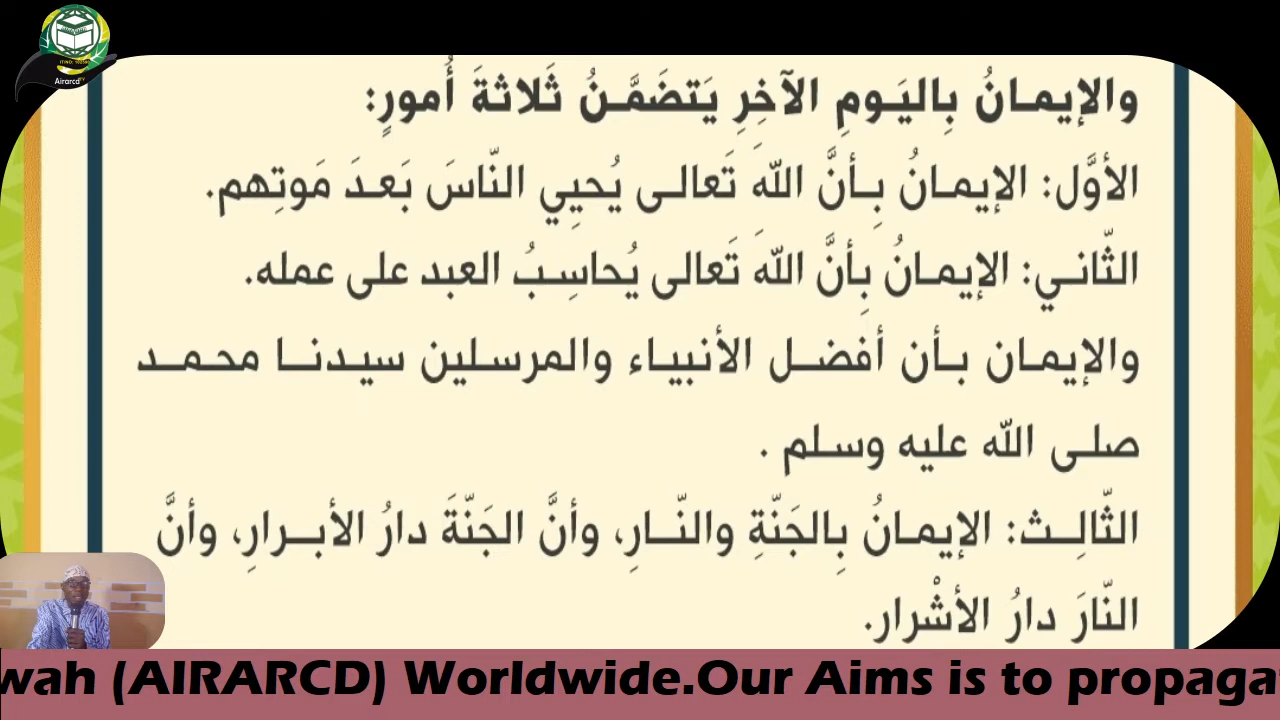 والإيمانُ بِاليَومِ الآخِرِ يَتضَمَّنُ ثَلاثةَ أُمورٍ:
الأوَّل: الإيمانُ بِأنَّ اللّهَ تَعالى يُحيِي النّاسَ بَعدَ مَوتِهم.
الثّاني: الإيمانُ بِأنَّ اللّهَ تَعالى يُحاسِبُ العبد على عمله.
والإيمان بأن أفضل الأنبياء والمرسلين سيدنا محمد
صلى اللّه عليه وسلم .
الثّالِث: الإيمانُ بِالجَنّةِ والنّارِ، وأنَّ الجَنّةَ دارُ الأبرارِ، وأنَّ
النّارَ دارُ الأشْرار.
Airarcd
wah (AIRARCD) Worldwide.Our Aims is to propaga